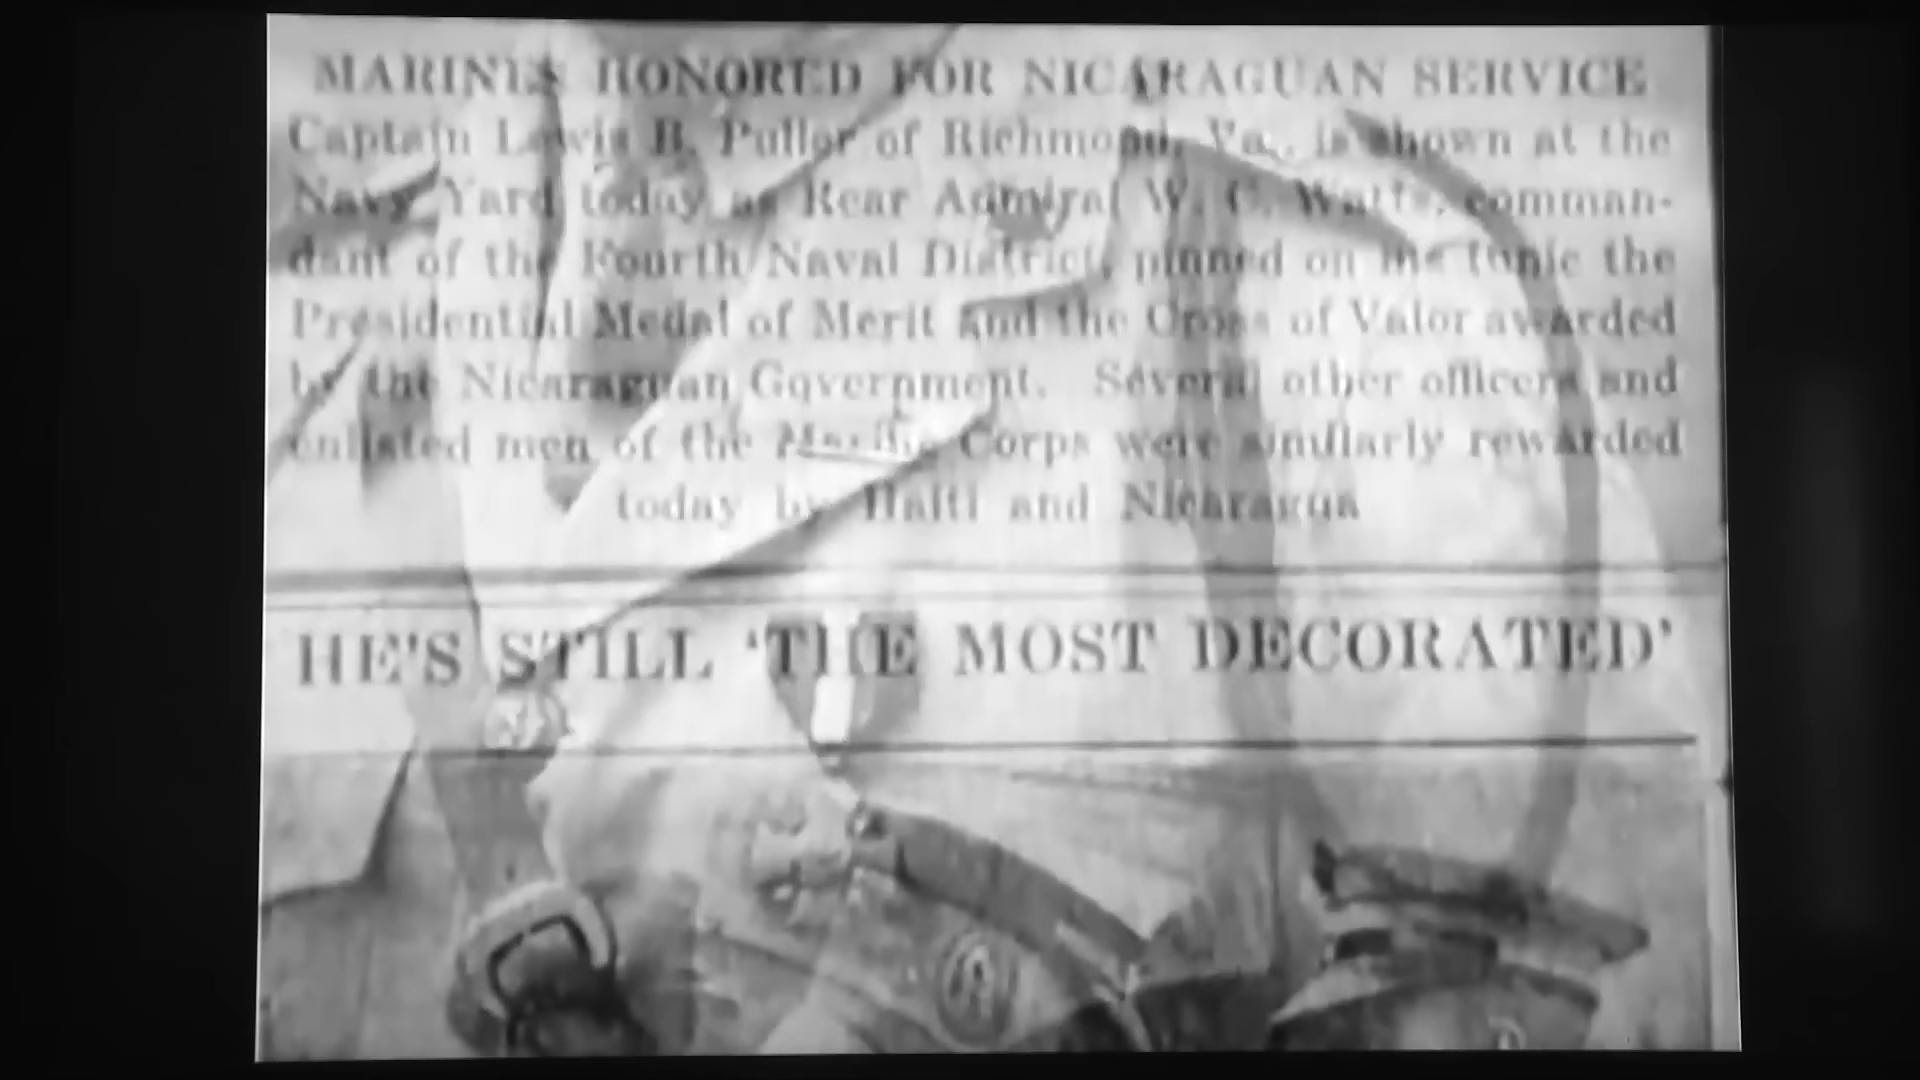 MARINES HONORED FOR NICARAGUAN SERVICE
Captain Lewis B. Puller of Richmond, Va., is shown at the
Navy Yard today as Rear Admiral W. C. Watts, comman-
dant of the Fourth Naval District, pinned on his tunic the
Presidential Medal of Merit and the Cross of Valor awarded
by the Nicaraguan Government. Several other officers and
enlisted men of the Marine Corps were similarly rewarded
today by Haiti and Nicaragua
HE'S STILL 'THE MOST DECORATED'